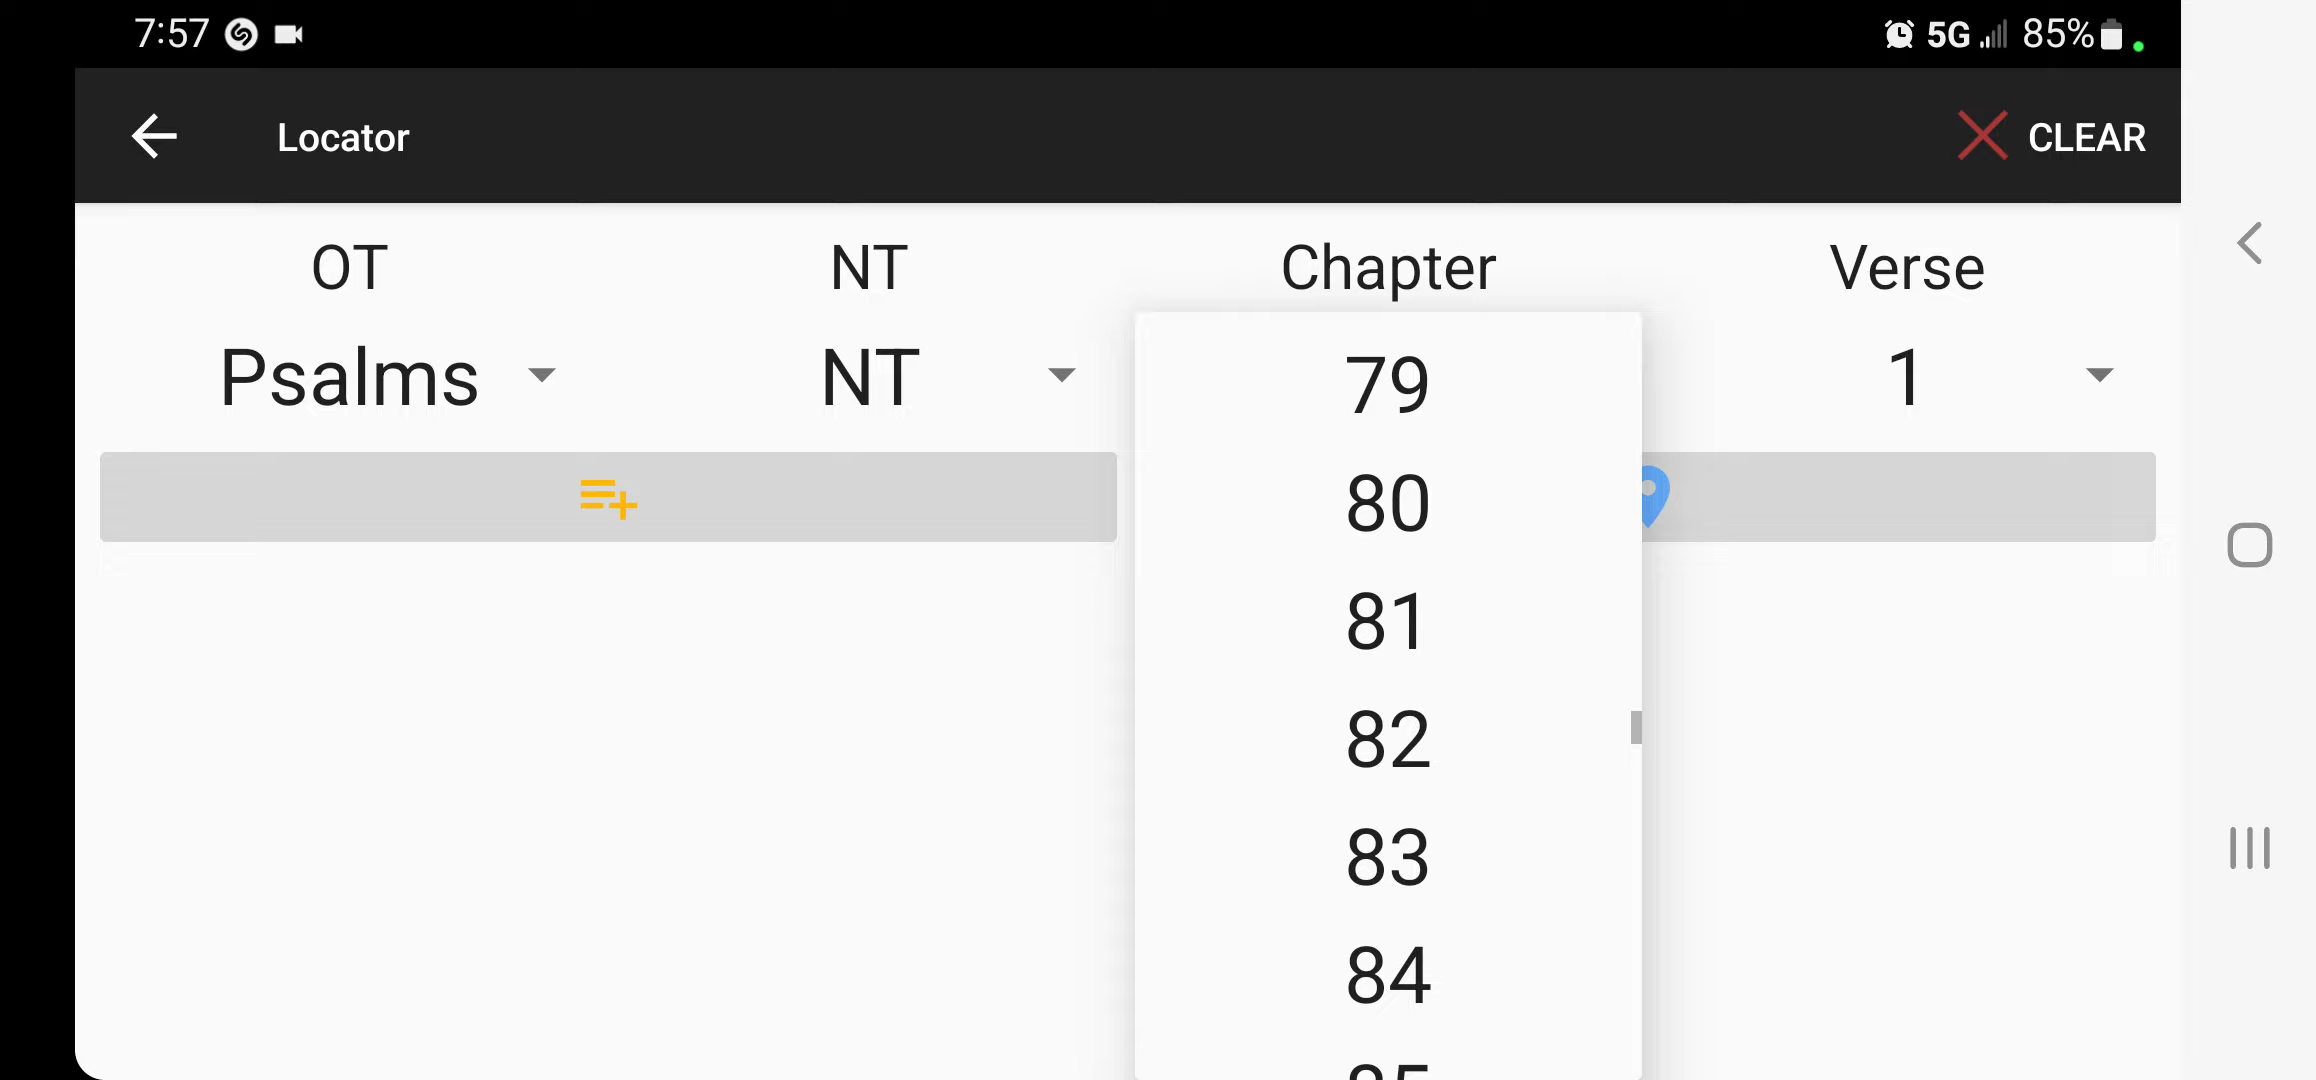 7:57 5G 85%
Locator CLEAR
OT NT Chapter Verse
Psalms NT 1
79
80
81
82
83
84
85